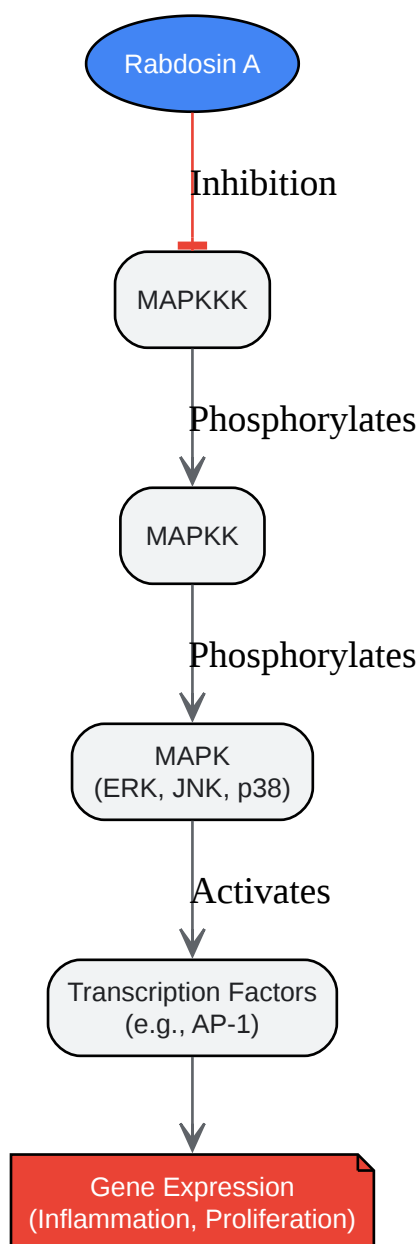 Rabdosin A
Inhibition
MAPKKK
Phosphorylates
MAPKK
Phosphorylates
MAPK
(ERK, JNK, p38)
Activates
Transcription Factors
(e.g., AP-1)
Gene Expression
(Inflammation, Proliferation)